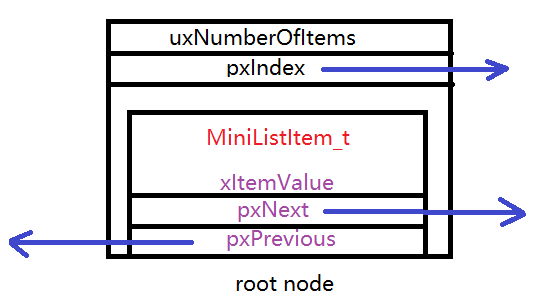 uxNumberOfItems
pxIndex
MiniListItem_t
xItemValue
pxNext
pxPrevious
root node